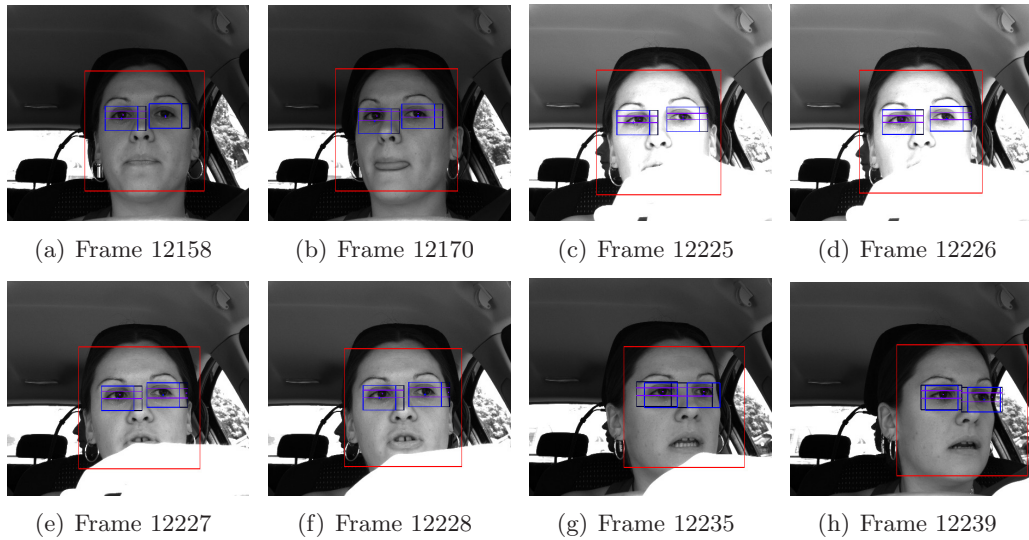 (a) Frame 12158
(b) Frame 12170
(c) Frame 12225
(d) Frame 12226
(e) Frame 12227
(f) Frame 12228
(g) Frame 12235
(h) Frame 12239